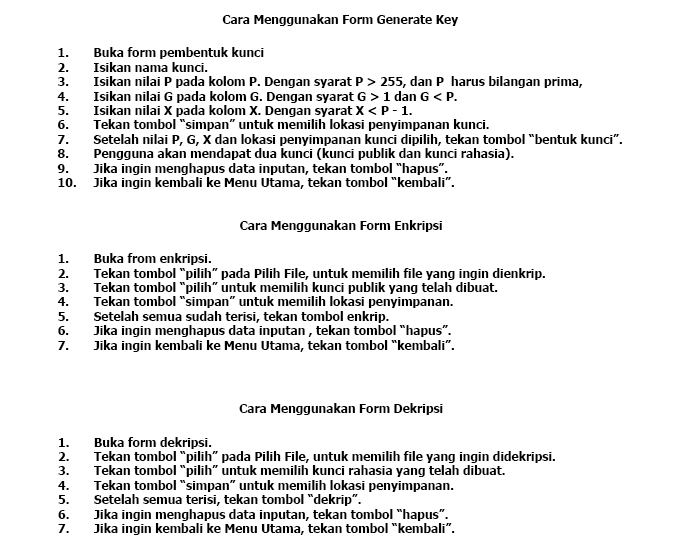 Cara Menggunakan Form Generate Key
1. Buka form pembentuk kunci
2. Isikan nama kunci.
3. Isikan nilai P pada kolom P. Dengan syarat P > 255, dan P harus bilangan prima,
4. Isikan nilai G pada kolom G. Dengan syarat G > 1 dan G < P.
5. Isikan nilai X pada kolom X. Dengan syarat X < P - 1.
6. Tekan tombol “simpan” untuk memilih lokasi penyimpanan kunci.
7. Setelah nilai P, G, X dan lokasi penyimpanan kunci dipilih, tekan tombol “bentuk kunci”.
8. Pengguna akan mendapat dua kunci (kunci publik dan kunci rahasia).
9. Jika ingin menghapus data inputan, tekan tombol “hapus”.
10. Jika ingin kembali ke Menu Utama, tekan tombol “kembali”.
Cara Menggunakan Form Enkripsi
1. Buka from enkripsi.
2. Tekan tombol “pilih” pada Pilih File, untuk memilih file yang ingin dienkrip.
3. Tekan tombol “pilih” untuk memilih kunci publik yang telah dibuat.
4. Tekan tombol “simpan” untuk memilih lokasi penyimpanan.
5. Setelah semua sudah terisi, tekan tombol enkrip.
6. Jika ingin menghapus data inputan , tekan tombol “hapus”.
7. Jika ingin kembali ke Menu Utama, tekan tombol “kembali”.
Cara Menggunakan Form Dekripsi
1. Buka form dekripsi.
2. Tekan tombol “pilih” pada Pilih File, untuk memilih file yang ingin didekripsi.
3. Tekan tombol “pilih” untuk memilih kunci rahasia yang telah dibuat.
4. Tekan tombol “simpan” untuk memilih lokasi penyimpanan.
5. Setelah semua terisi, tekan tombol “dekrip”.
6. Jika ingin menghapus data inputan, tekan tombol “hapus”.
7. Jika ingin kembali ke Menu Utama, tekan tombol “kembali”.